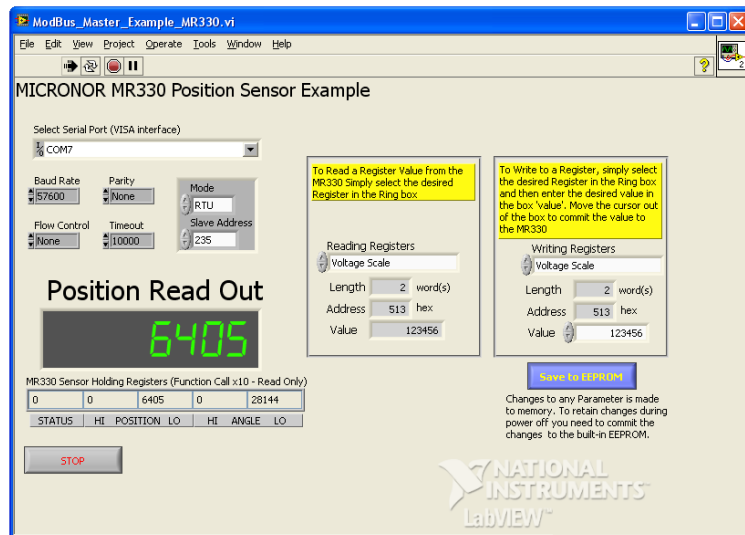 ModBus_Master_Example_MR330.vi
File Edit View Project Operate Tools Window Help
2
MICRONOR MR330 Position Sensor Example
Select Serial Port (VISA interface)
COM7
Baud Rate Parity
57600 None
Flow Control Timeout
None 10000
Mode
RTU
Slave Address
235
Position Read Out
6405
MR330 Sensor Holding Registers (Function Call x10 - Read Only)
0 0 6405 0 28144
STATUS HI POSITION LO HI ANGLE LO
STOP
To Read a Register Value from the
MR330 Simply select the desired
Register in the Ring box
Reading Registers
Voltage Scale
Length 2 word(s)
Address 513 hex
Value 123456
To Write to a Register, simply select
the desired Register in the Ring box
and then enter the desired value in
the box 'value'. Move the cursor out
of the box to commit the value to
the MR330
Writing Registers
Voltage Scale
Length 2 word(s)
Address 513 hex
Value 123456
Save to EEPROM
Changes to any Parameter is made
to memory. To retain changes during
power off you need to commit the
changes to the built-in EEPROM.
NATIONAL
INSTRUMENTS
LabVIEW™